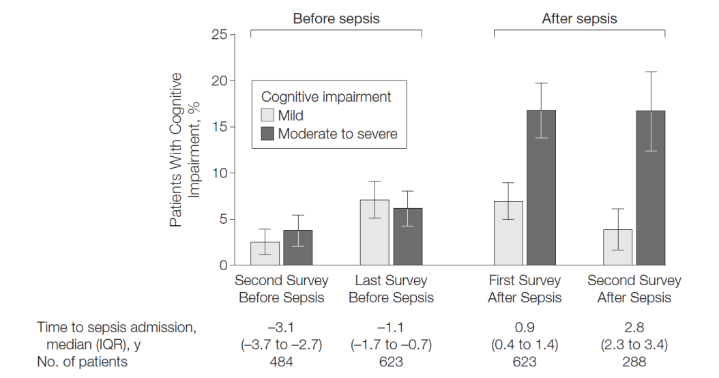 Before sepsis
After sepsis
Patients With Cognitive
Impairment, %
25
20
15
10
5
0
Cognitive impairment
Mild
Moderate to severe
Second Survey
Before Sepsis
Last Survey
Before Sepsis
First Survey
After Sepsis
Second Survey
After Sepsis
Time to sepsis admission,
median (IQR), y
–3.1
(–3.7 to –2.7)
–1.1
(–1.7 to –0.7)
0.9
(0.4 to 1.4)
2.8
(2.3 to 3.4)
No. of patients
484
623
623
288